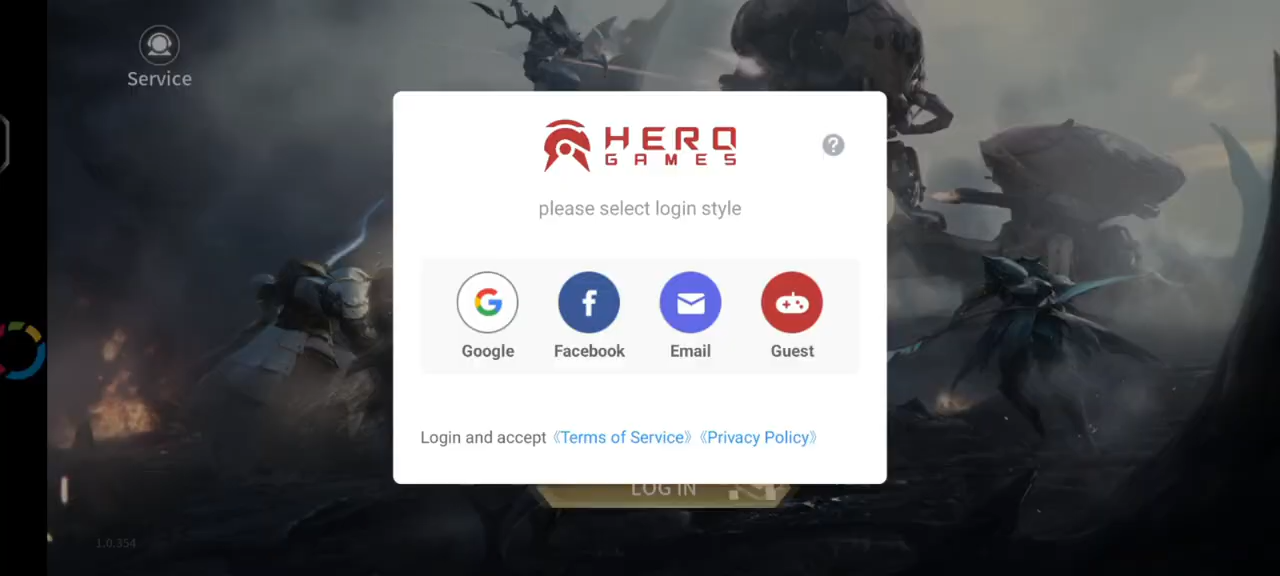 Service
HERO
GAMES
?
please select login style
Google
Facebook
Email
Guest
Login and accept 《Terms of Service》《Privacy Policy》
LOG IN
1.0.354